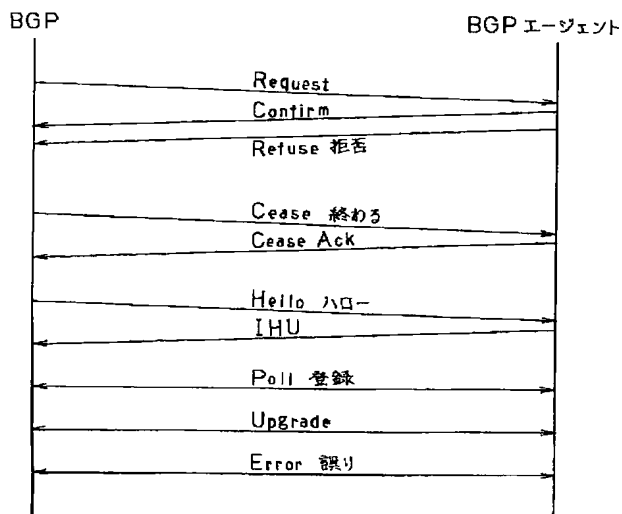 BGP
BGP エージェント
Request
Confirm
Refuse 拒否
Cease 終わる
Cease Ack
Hello ハロー
IHU
Poll 登録
Upgrade
Error 誤り